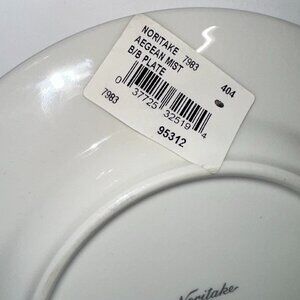 NORITAKE 7983
AEGEAN MIST
B/B PLATE
404
0 37725 32519 4
7983
95312
Noritake